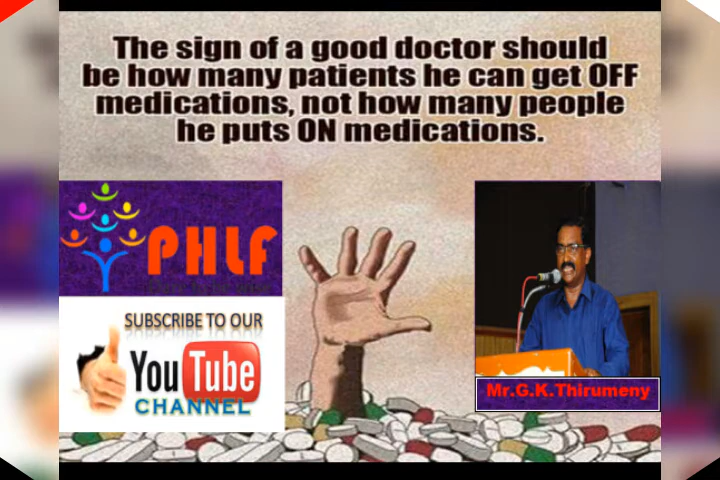 The sign of a good doctor should
be how many patients he can get OFF
medications, not how many people
he puts ON medications.
PHLF
SUBSCRIBE TO OUR
YouTube
CHANNEL
Mr.G.K.Thirumeny